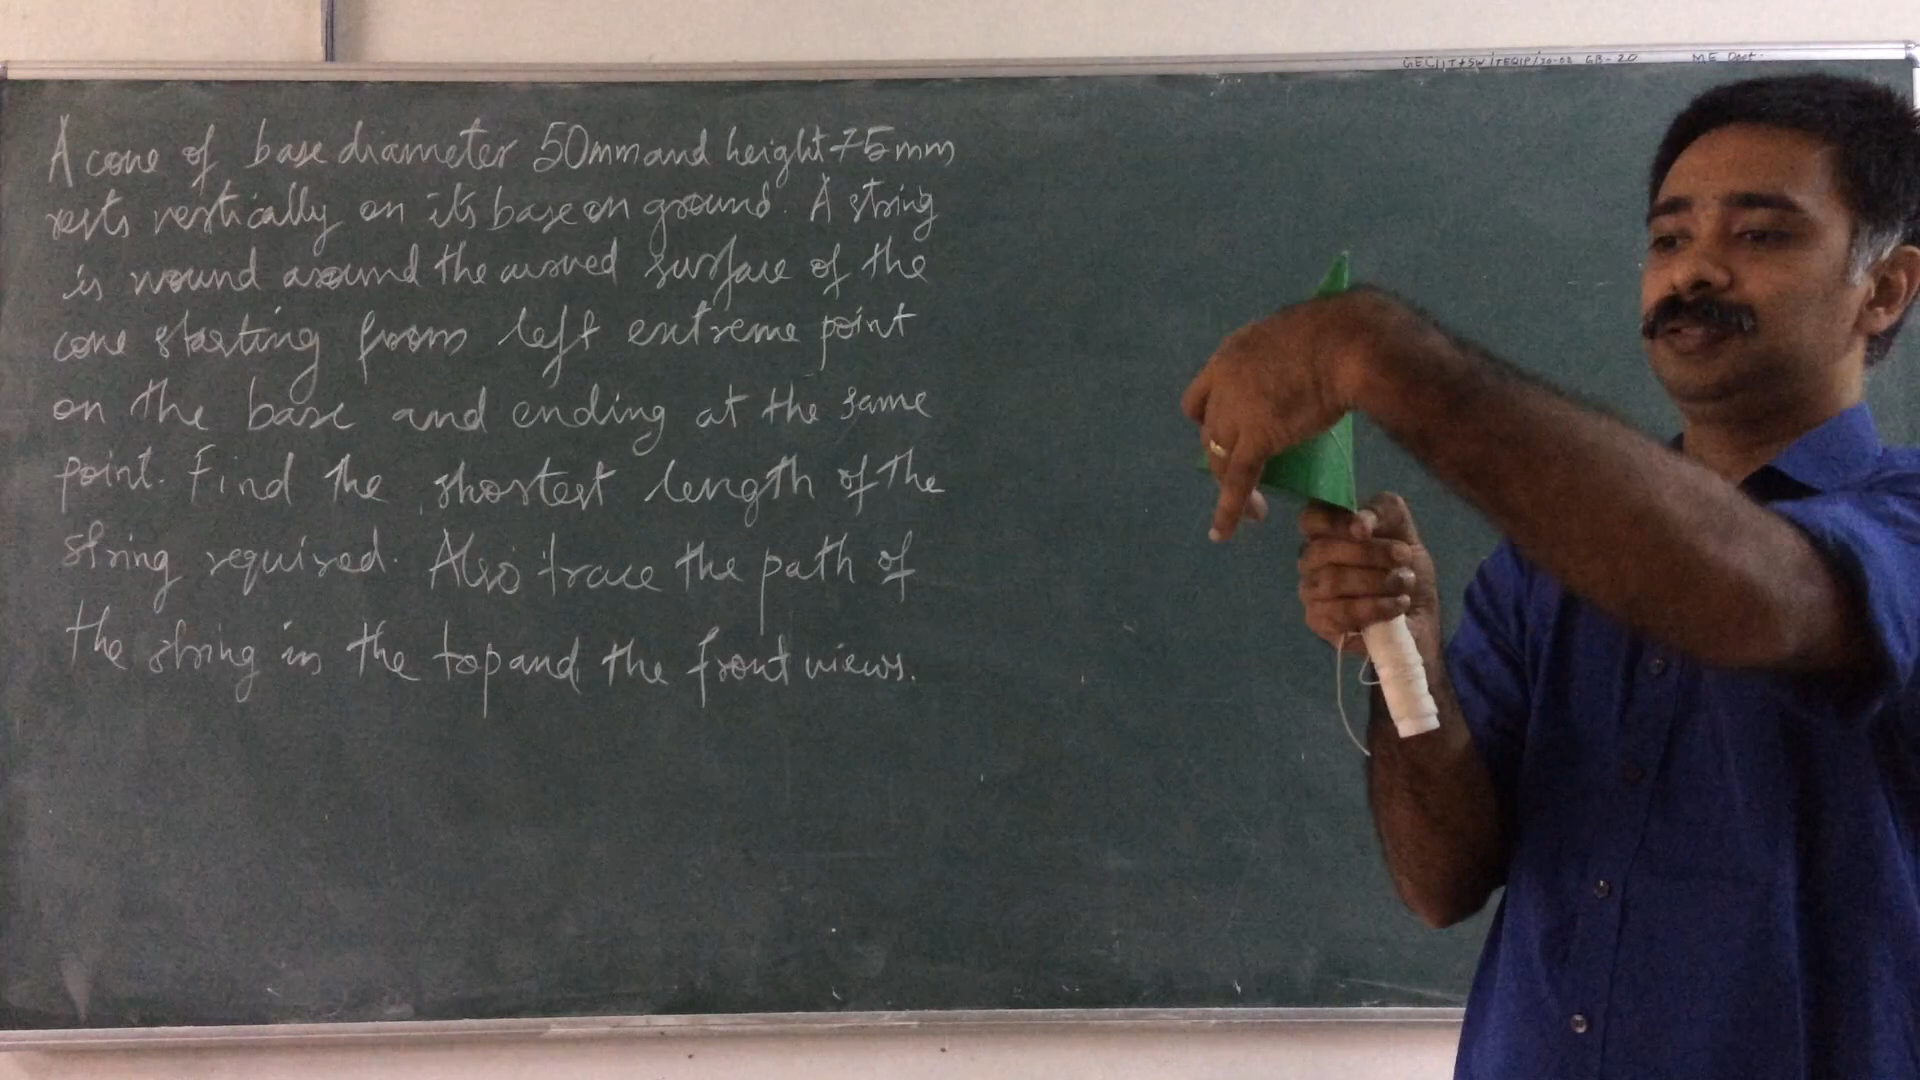 ME Dept.
A cone of base diameter 50mm and height 75mm
rests vertically on its base on ground. A string
is wound around the curved surface of the
cone starting from left extreme point
on the base and ending at the same
point. Find the shortest length of the
string required. Also trace the path of
the string in the top and the front views.